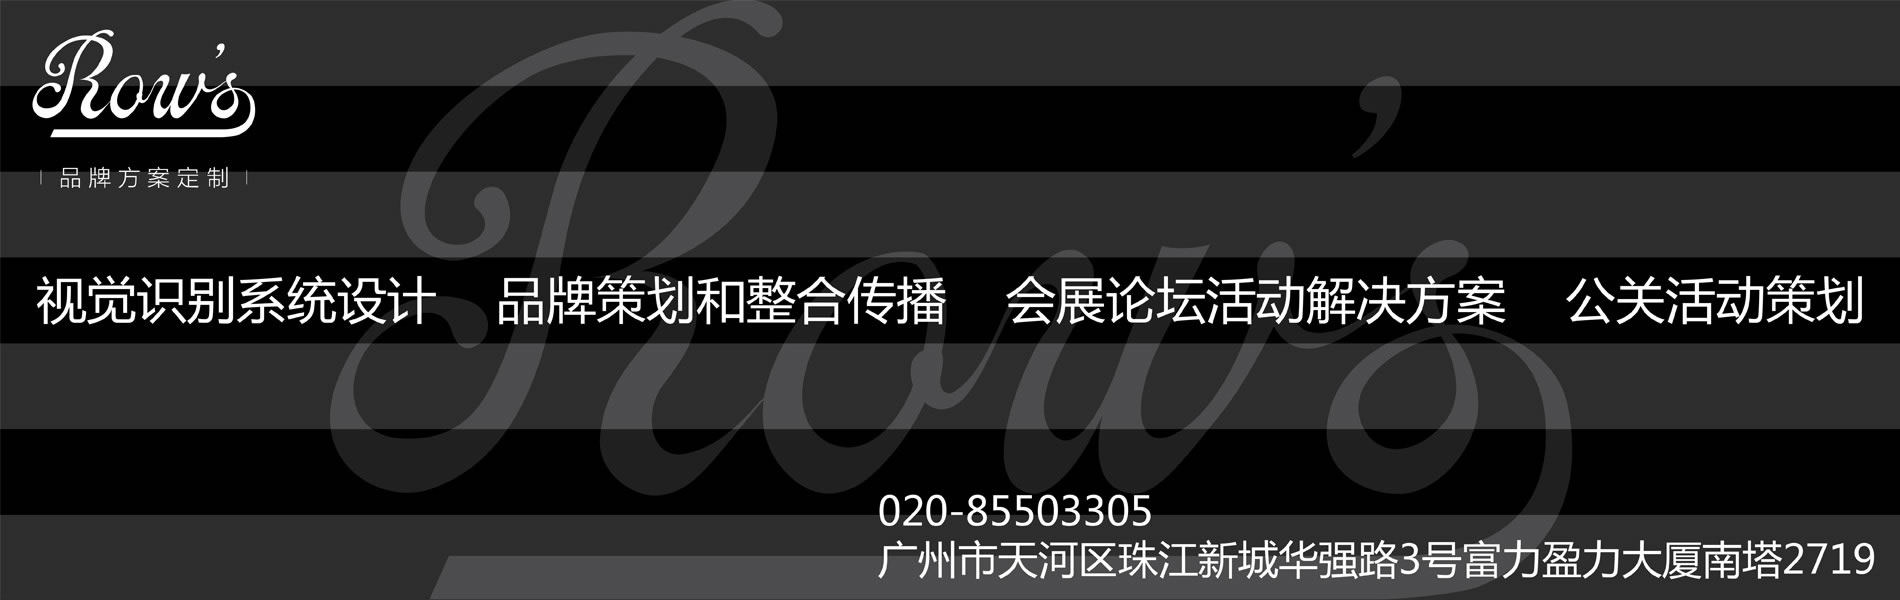 Row's
品牌方案定制
视觉识别系统设计 品牌策划和整合传播 会展论坛活动解决方案 公关活动策划
020-85503305
广州市天河区珠江新城华强路3号富力盈力大厦南塔2719
Row's